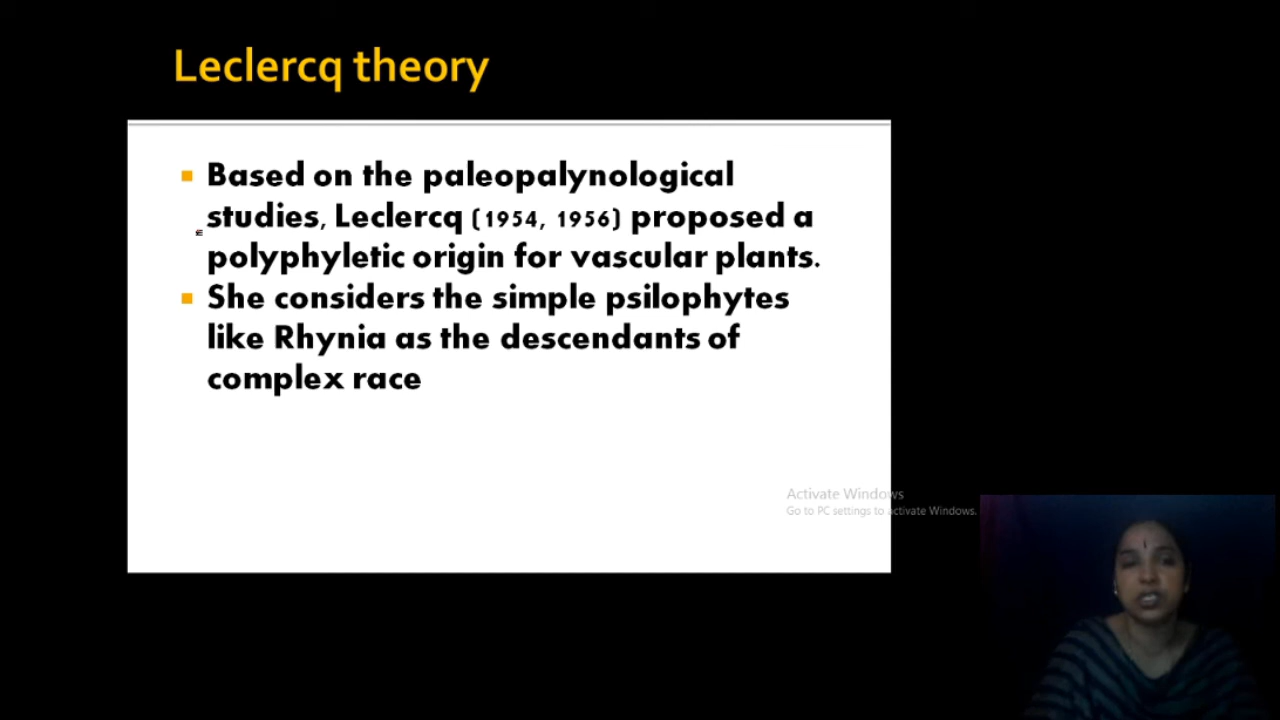 Leclercq theory
Based on the paleopalynological
studies, Leclercq (1954, 1956) proposed a
polyphyletic origin for vascular plants.
She considers the simple psilophytes
like Rhynia as the descendants of
complex race
Activate Windows
Go to PC settings to activate Windows.